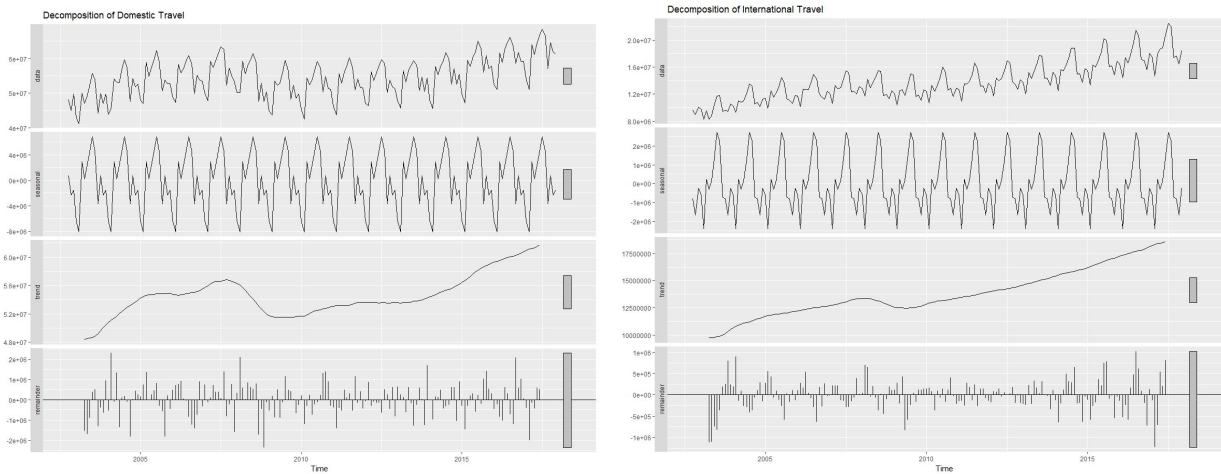 Decomposition of Domestic Travel
6e+07
5e+07
4e+07
data
4e+06
0e+00
-4e+06
-8e+06
seasonal
6.0e+07
5.6e+07
5.2e+07
4.8e+07
trend
2e+06
1e+06
0e+00
-1e+06
-2e+06
remainder
2005
2010
2015
Time
Decomposition of International Travel
2.0e+07
1.6e+07
1.2e+07
8.0e+06
data
2e+06
1e+06
0e+00
-1e+06
-2e+06
seasonal
17500000
15000000
12500000
10000000
trend
1e+06
5e+05
0e+00
-5e+05
-1e+06
remainder
2005
2010
2015
Time